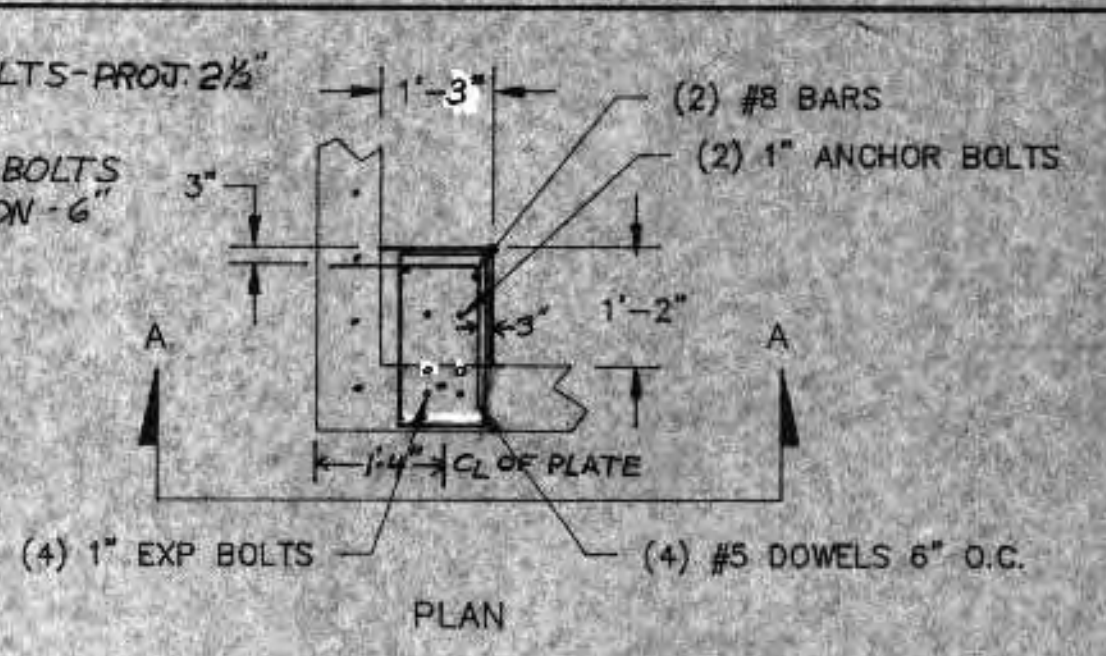 LTS-PROJ. 2½"
1'-3"
(2) #8 BARS
(2) 1" ANCHOR BOLTS
BOLTS
ON - 6"
3"
1'-2"
3"
A
A
1'-4"
CL OF PLATE
(4) 1" EXP BOLTS
(4) #5 DOWELS 6" O.C.
PLAN